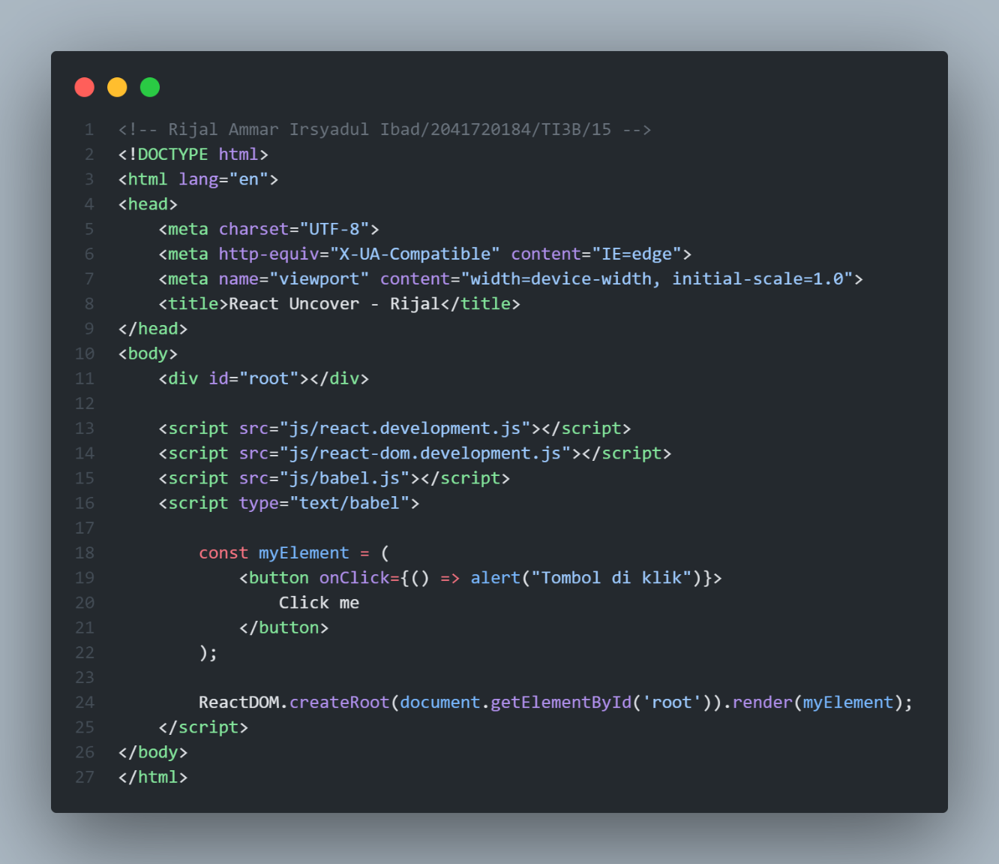 1 <!-- Rijal Ammar Irsyadul Ibad/2041720184/TI3B/15 -->
2 <!DOCTYPE html>
3 <html lang="en">
4 <head>
5     <meta charset="UTF-8">
6     <meta http-equiv="X-UA-Compatible" content="IE=edge">
7     <meta name="viewport" content="width=device-width, initial-scale=1.0">
8     <title>React Uncover - Rijal</title>
9 </head>
10 <body>
11     <div id="root"></div>
12
13     <script src="js/react.development.js"></script>
14     <script src="js/react-dom.development.js"></script>
15     <script src="js/babel.js"></script>
16     <script type="text/babel">
17
18         const myElement = (
19             <button onClick={() => alert("Tombol di klik")}>
20                 Click me
21             </button>
22         );
23
24         ReactDOM.createRoot(document.getElementById('root')).render(myElement);
25     </script>
26 </body>
27 </html>